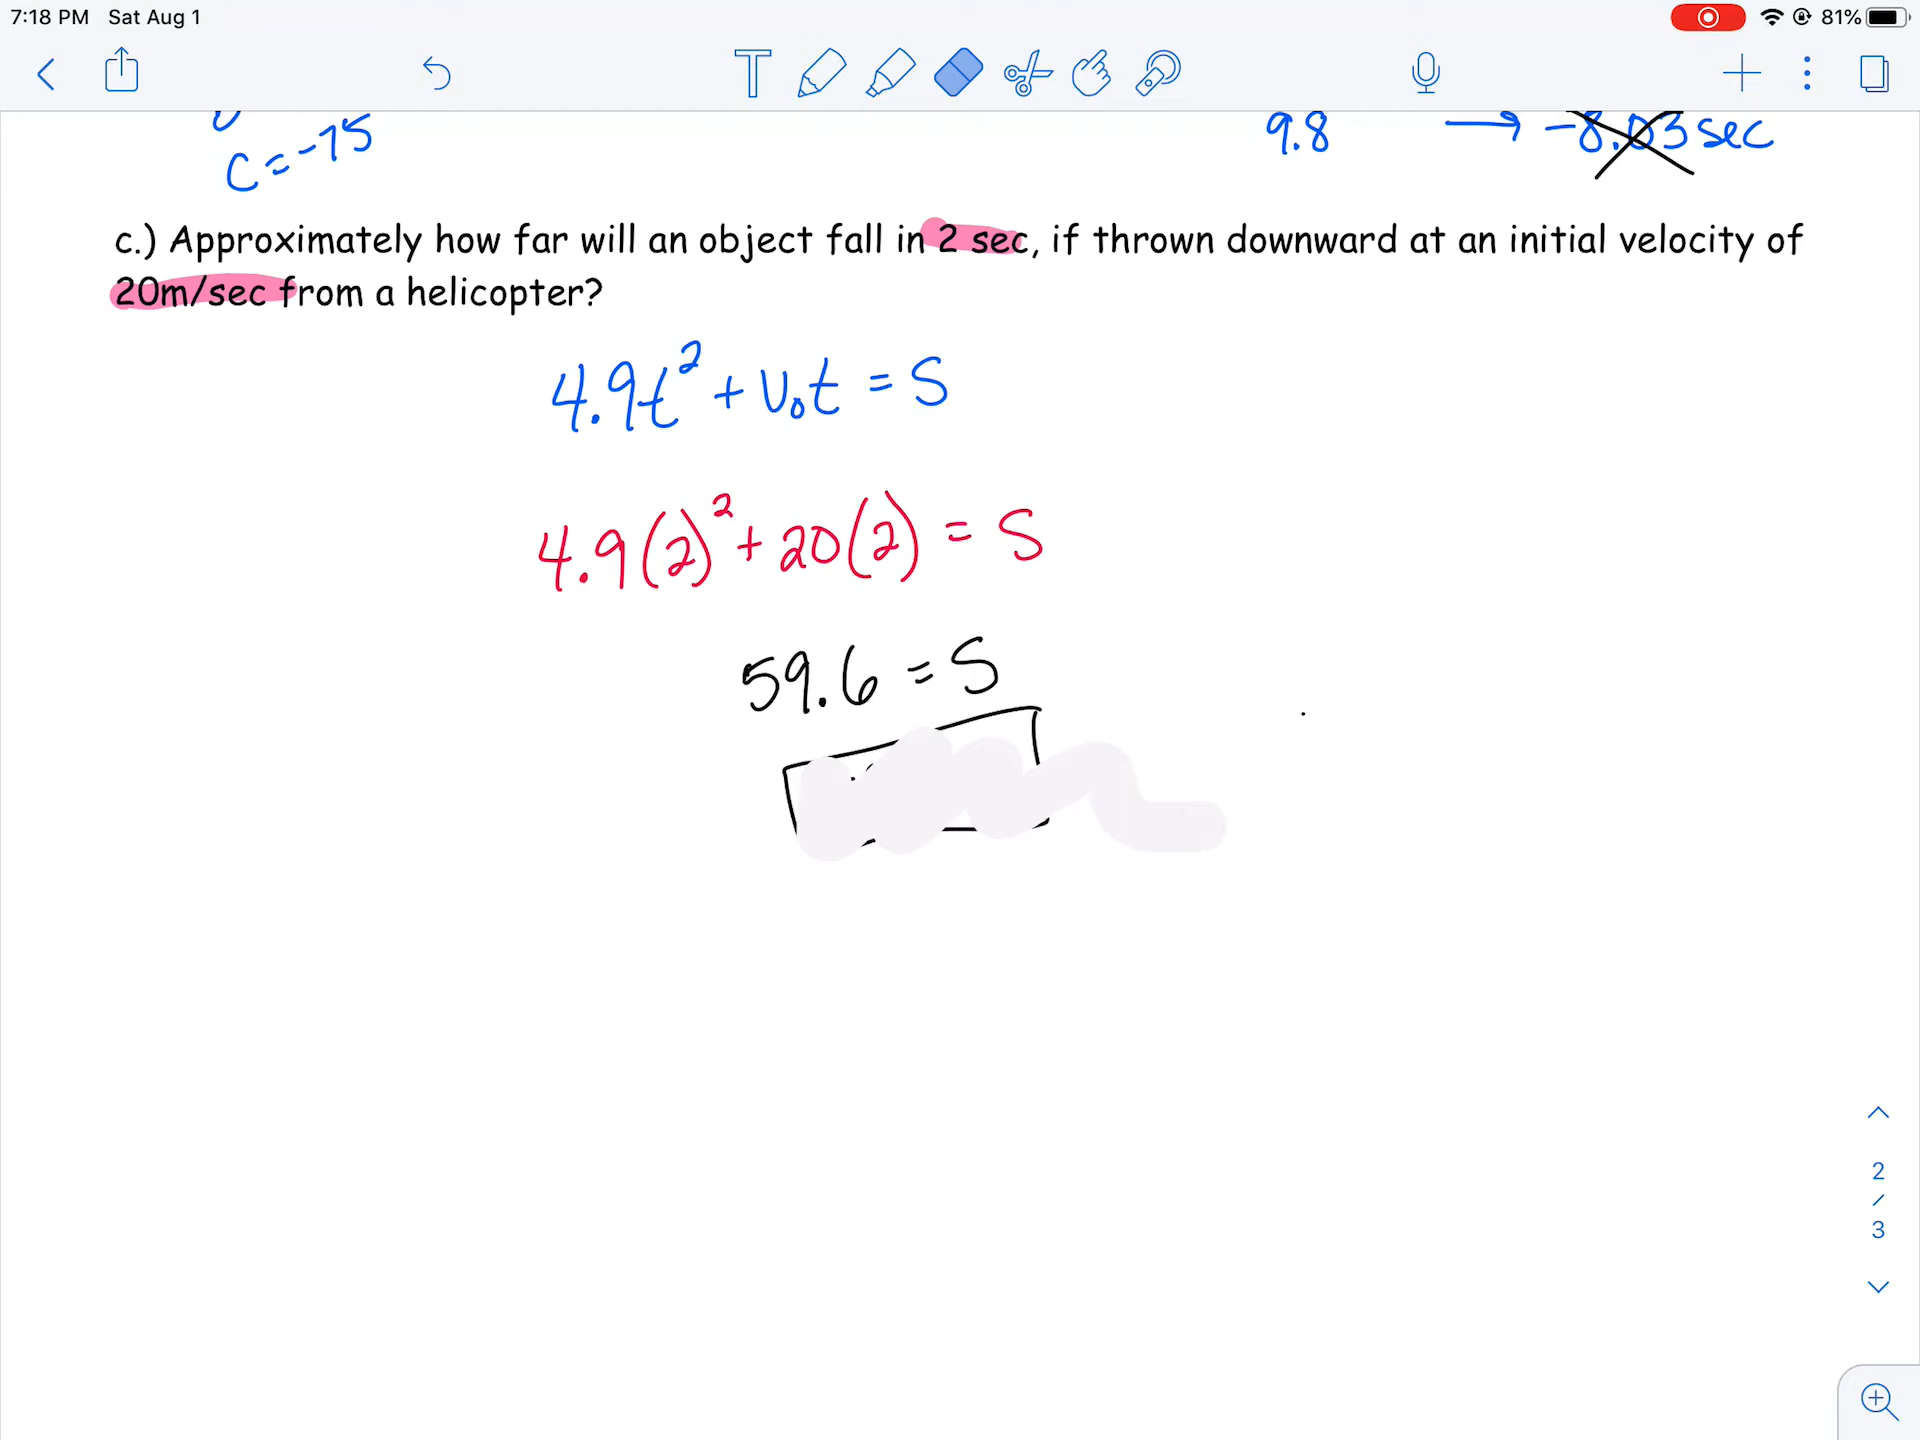 7:18 PM Sat Aug 1
81%
T
c = -75
9.8 → -8.03 sec
c.) Approximately how far will an object fall in 2 sec, if thrown downward at an initial velocity of
20m/sec from a helicopter?
4.9t² + v₀t = S
4.9(2)² + 20(2) = S
59.6 = S
2
/
3